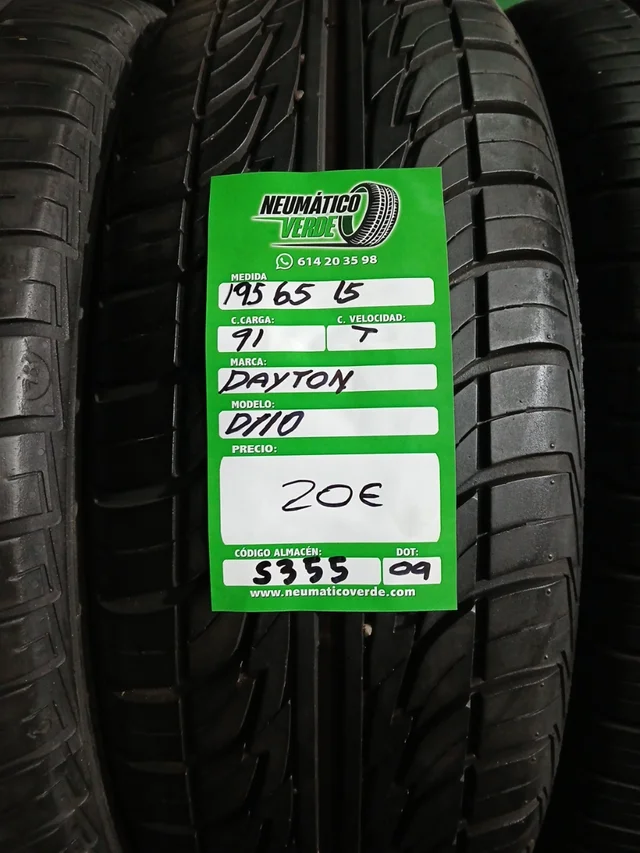 NEUMÁTICO
VERDE
614 20 35 98
MEDIDA
195 65 15
C.CARGA: C. VELOCIDAD:
91 T
MARCA:
DAYTON
MODELO:
D110
PRECIO:
20€
CÓDIGO ALMACÉN: DOT:
S355 09
www.neumaticoverde.com